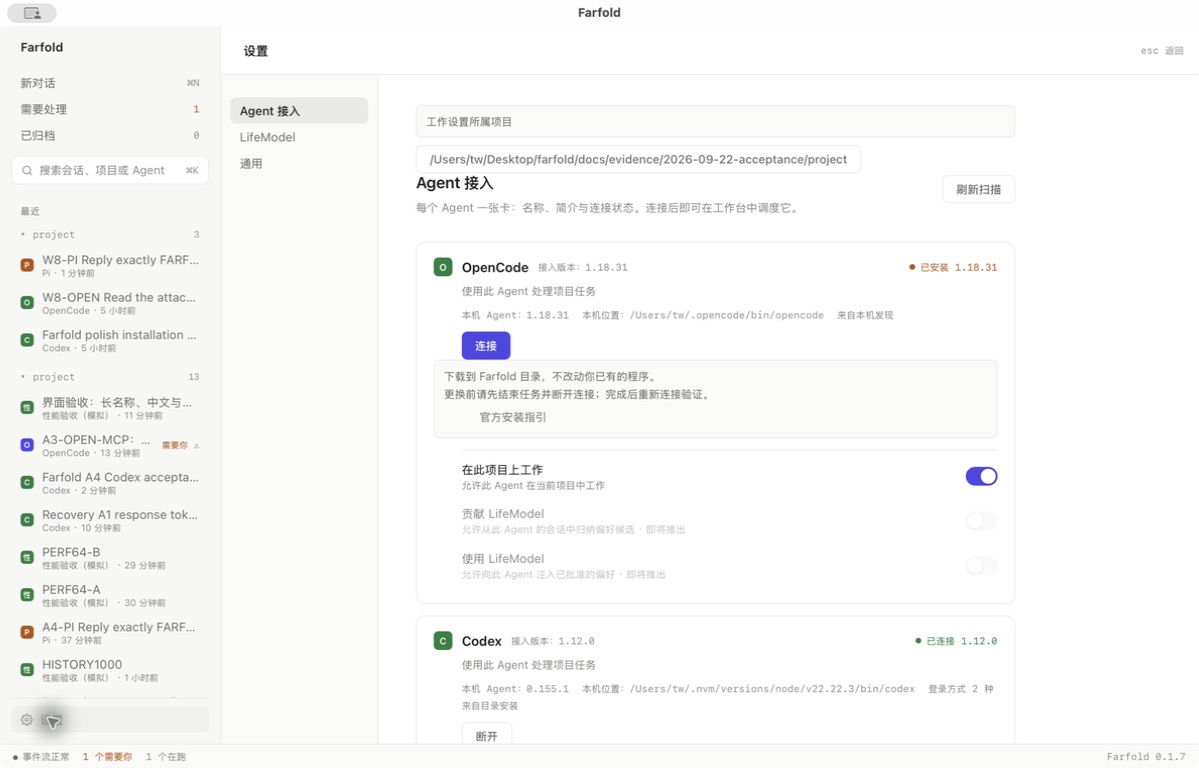 Farfold
Farfold
新对话 ⌘N
需要处理 1
已归档 0
搜索会话、项目或 Agent ⌘K
最近
project 3
W8-PI Reply exactly FARF...
Pi · 1 分钟前
W8-OPEN Read the attac...
OpenCode · 5 小时前
Farfold polish installation ...
Codex · 5 小时前
project 13
界面验收：长名称、中文与...
性能验收（模拟） · 11 分钟前
A3-OPEN-MCP： ... 需要你
OpenCode · 13 分钟前
Farfold A4 Codex accepta...
Codex · 2 分钟前
Recovery A1 response tok...
Codex · 10 分钟前
PERF64-B
性能验收（模拟） · 29 分钟前
PERF64-A
性能验收（模拟） · 30 分钟前
A4-PI Reply exactly FARF...
Pi · 37 分钟前
HISTORY1000
性能验收（模拟） · 1 小时前
事件流正常 1 个需要你 1 个在跑
设置
esc 返回
Agent 接入
LifeModel
通用
工作设置所属项目
/Users/tw/Desktop/farfold/docs/evidence/2026-09-22-acceptance/project
Agent 接入
刷新扫描
每个 Agent 一张卡：名称、简介与连接状态。连接后即可在工作台中调度它。
O OpenCode 接入版本：1.18.31 已安装 1.18.31
使用此 Agent 处理项目任务
本机 Agent：1.18.31 本机位置：/Users/tw/.opencode/bin/opencode 来自本机发现
连接
下载到 Farfold 目录，不改动你已有的程序。
更换前请先结束任务并断开连接；完成后重新连接验证。
官方安装指引
在此项目上工作
允许此 Agent 在当前项目中工作
贡献 LifeModel
允许从此 Agent 的会话中归纳偏好候选 · 即将推出
使用 LifeModel
允许向此 Agent 注入已批准的偏好 · 即将推出
C Codex 接入版本：1.12.0 已连接 1.12.0
使用此 Agent 处理项目任务
本机 Agent：0.155.1 本机位置：/Users/tw/.nvm/versions/node/v22.22.3/bin/codex 登录方式 2 种
来自目录安装
断开
Farfold 0.1.7